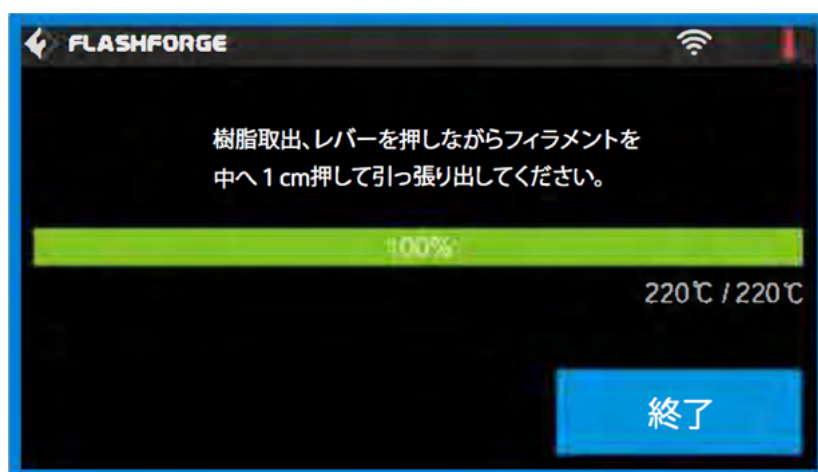 FLASHFORGE
樹脂取出、レバーを押しながらフィラメントを
中へ1cm押して引っ張り出してください。
100%
220℃ / 220℃
終了